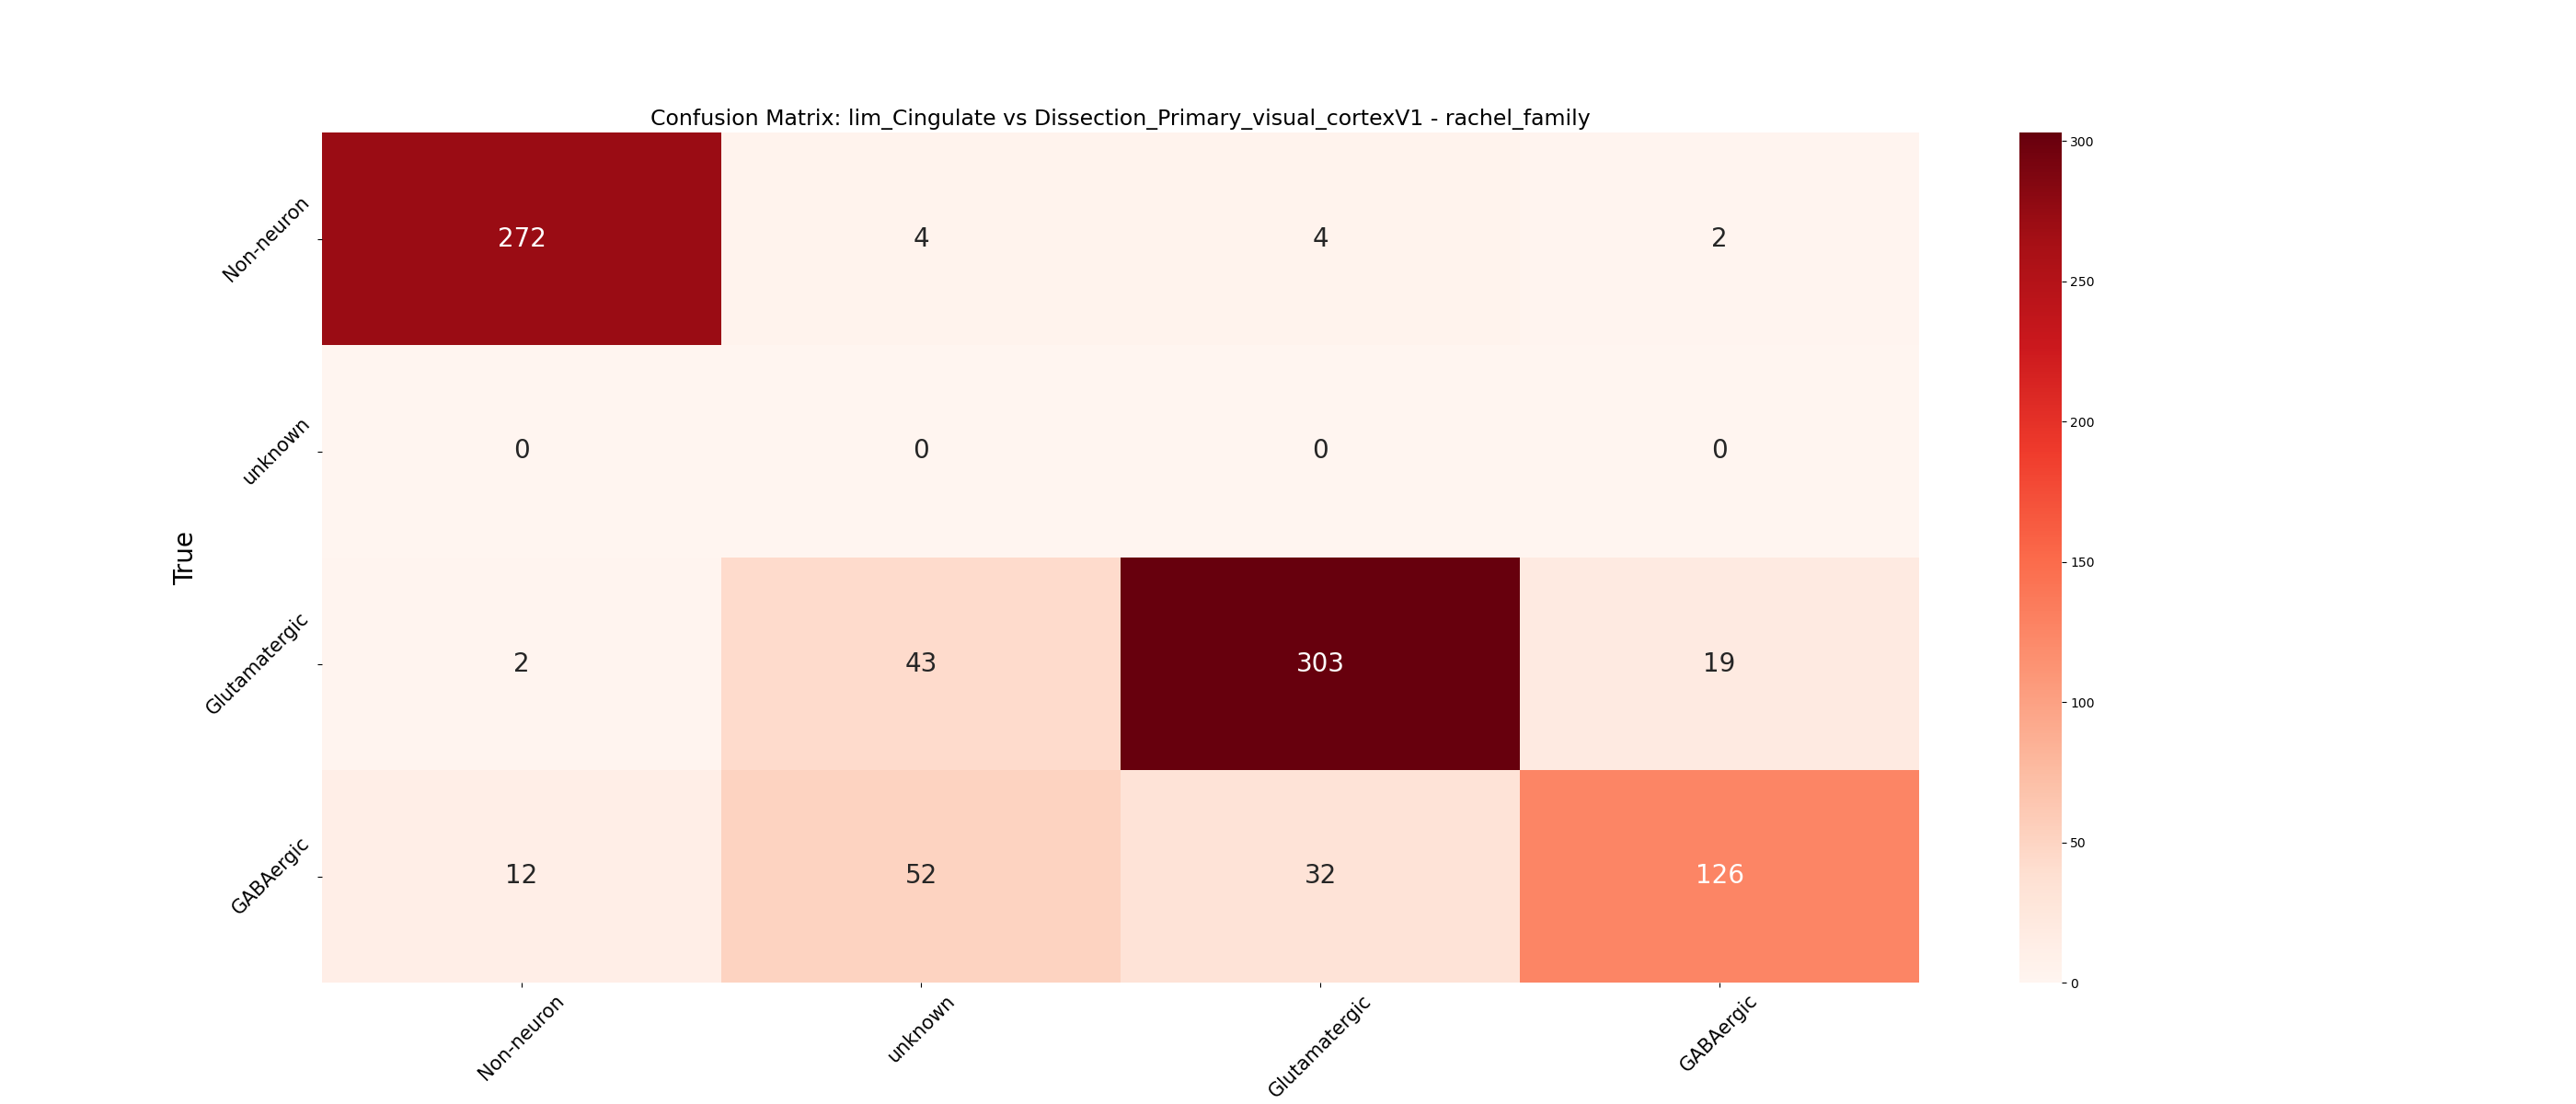 Confusion Matrix: lim_Cingulate vs Dissection_Primary_visual_cortexV1 - rachel_family
True
Non-neuron 272 4 4 2
unknown 0 0 0 0
Glutamatergic 2 43 303 19
GABAergic 12 52 32 126
Non-neuron unknown Glutamatergic GABAergic
300
250
200
150
100
50
0